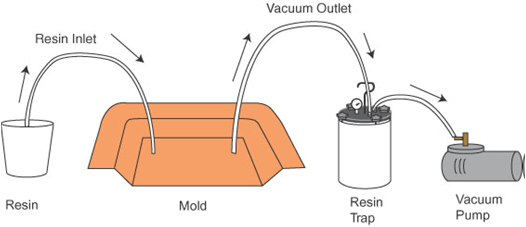 Vacuum Outlet
Resin Inlet
Resin
Mold
Resin
Trap
Vacuum
Pump